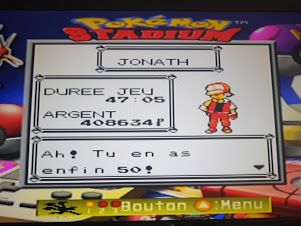 POKéMON
STADIUM
JONATH
DUREE JEU
47:05
ARGENT
408634₽
Ah! Tu en as
enfin 50!
Bouton A:Menu